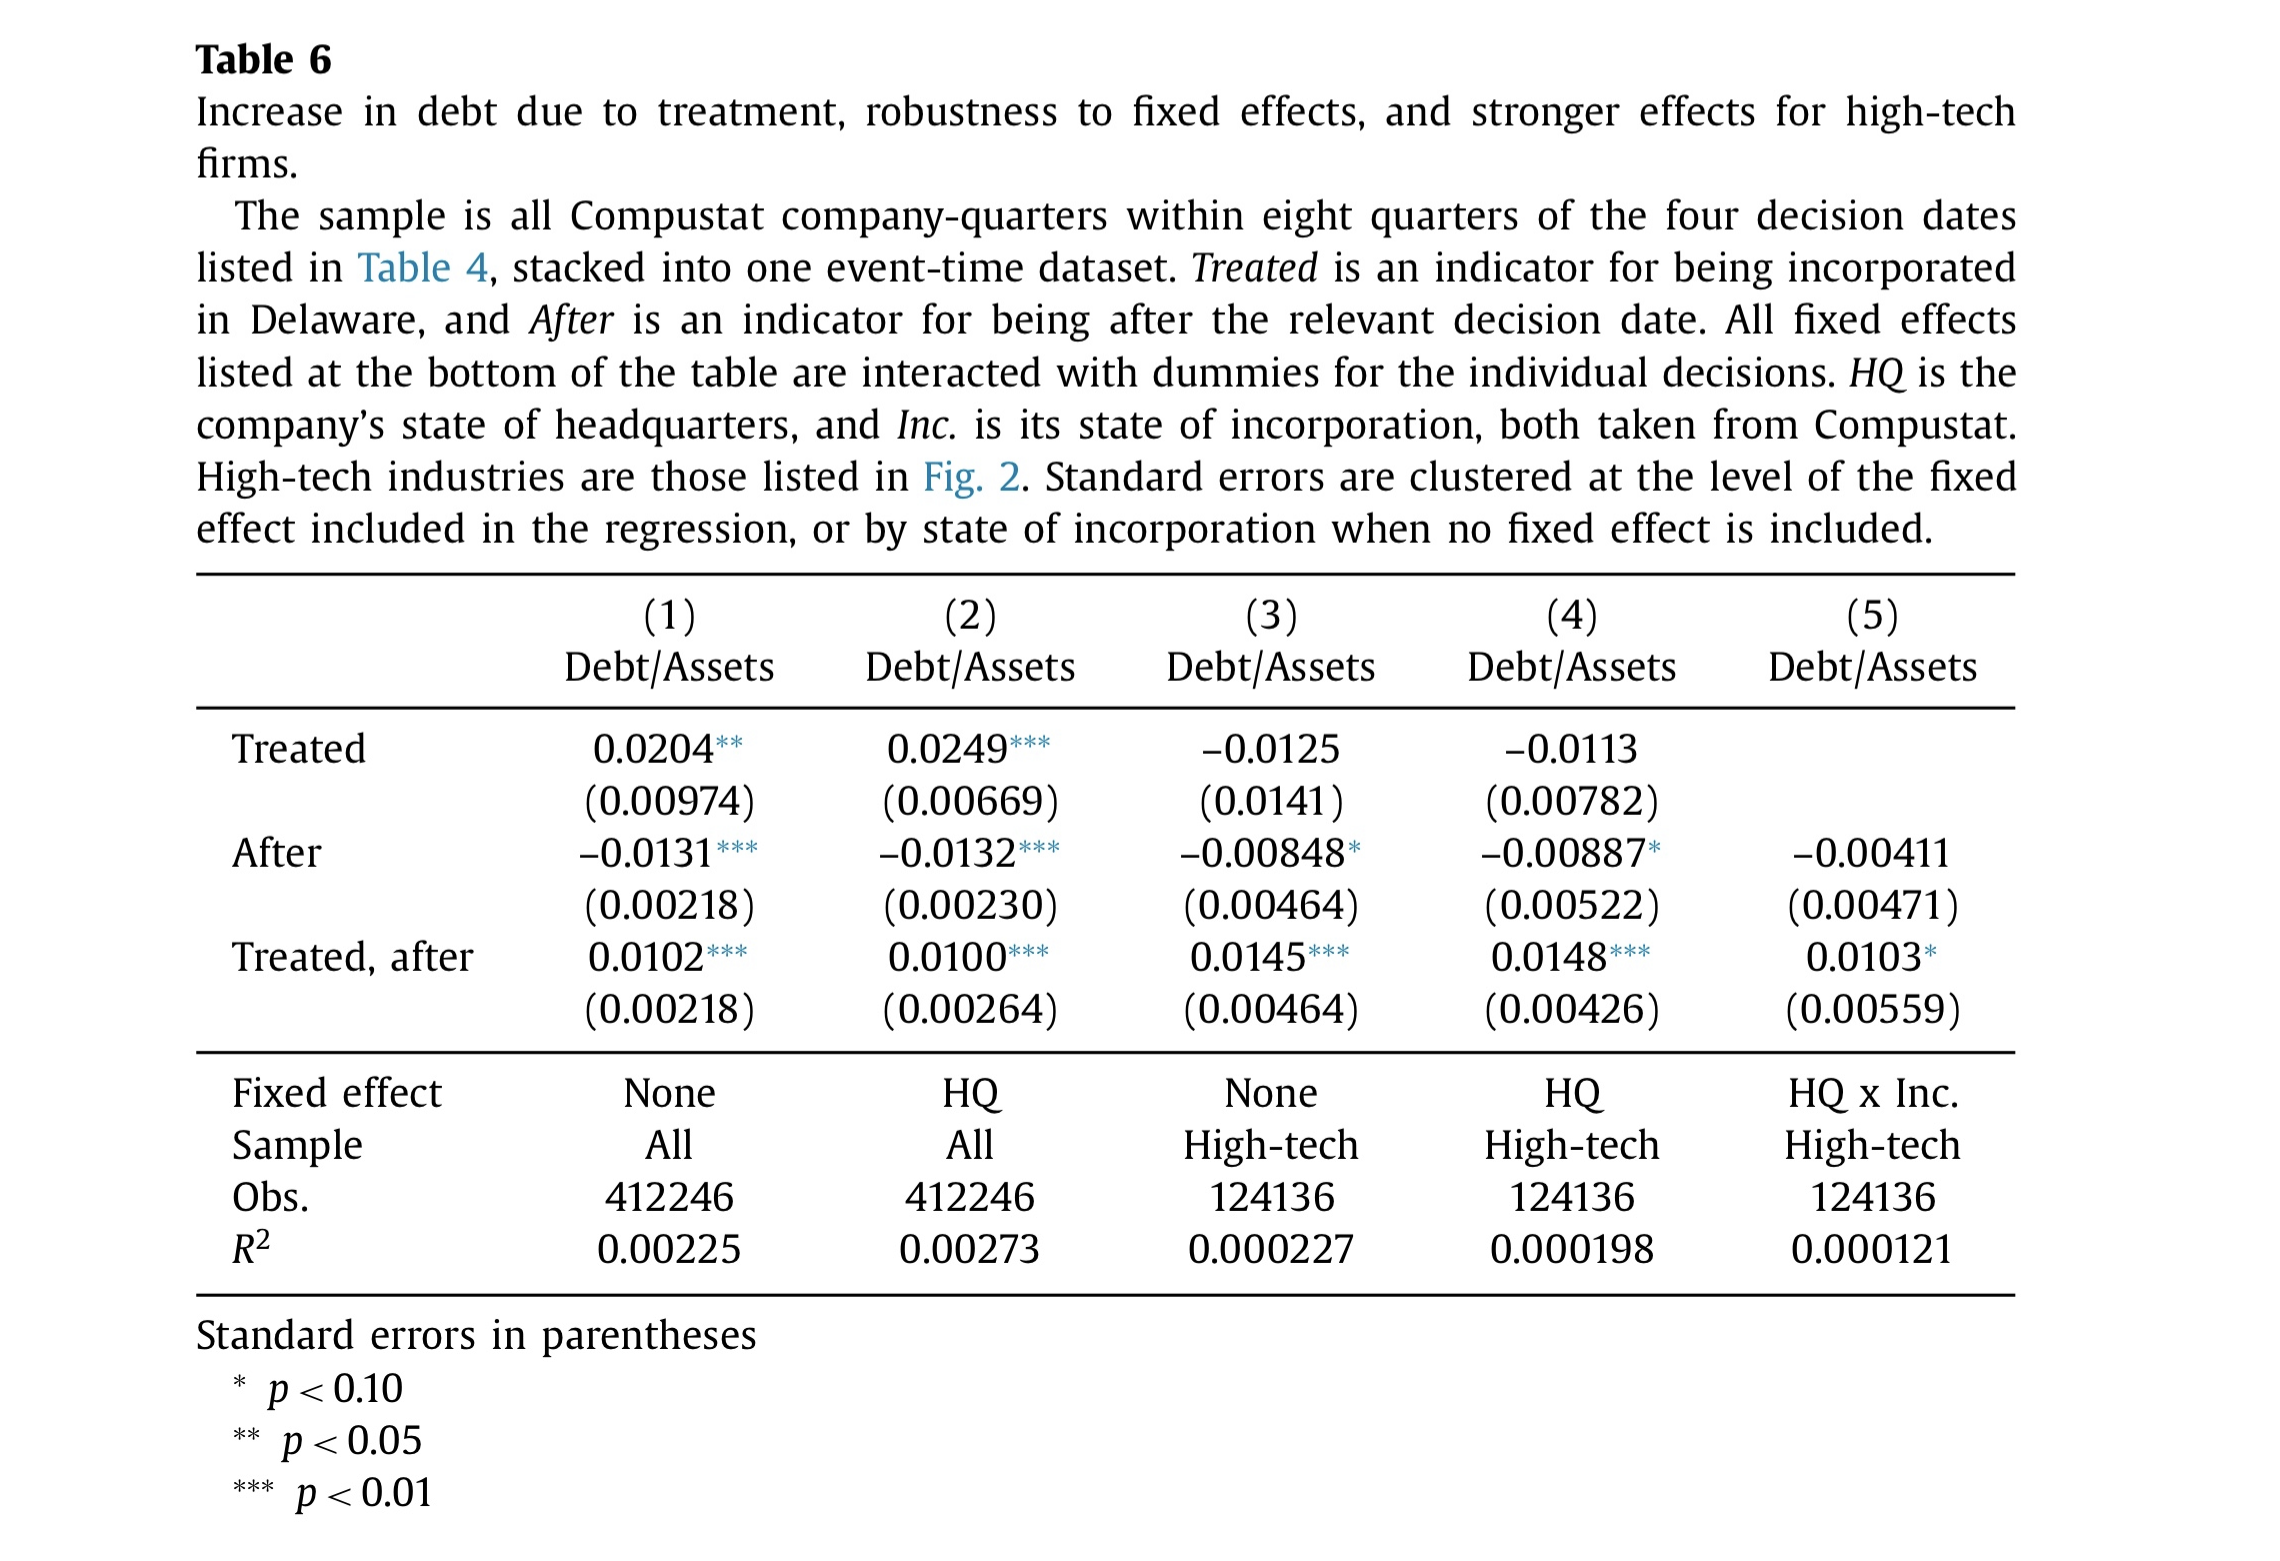 Table 6
Increase in debt due to treatment, robustness to fixed effects, and stronger effects for high-tech
firms.
The sample is all Compustat company-quarters within eight quarters of the four decision dates
listed in Table 4, stacked into one event-time dataset. Treated is an indicator for being incorporated
in Delaware, and After is an indicator for being after the relevant decision date. All fixed effects
listed at the bottom of the table are interacted with dummies for the individual decisions. HQ is the
company's state of headquarters, and Inc. is its state of incorporation, both taken from Compustat.
High-tech industries are those listed in Fig. 2. Standard errors are clustered at the level of the fixed
effect included in the regression, or by state of incorporation when no fixed effect is included.
(1) (2) (3) (4) (5)
Debt/Assets Debt/Assets Debt/Assets Debt/Assets Debt/Assets
Treated 0.0204** 0.0249*** –0.0125 –0.0113
(0.00974) (0.00669) (0.0141) (0.00782)
After –0.0131*** –0.0132*** –0.00848* –0.00887* –0.00411
(0.00218) (0.00230) (0.00464) (0.00522) (0.00471)
Treated, after 0.0102*** 0.0100*** 0.0145*** 0.0148*** 0.0103*
(0.00218) (0.00264) (0.00464) (0.00426) (0.00559)
Fixed effect None HQ None HQ HQ x Inc.
Sample All All High-tech High-tech High-tech
Obs. 412246 412246 124136 124136 124136
R² 0.00225 0.00273 0.000227 0.000198 0.000121
Standard errors in parentheses
* p < 0.10
** p < 0.05
*** p < 0.01